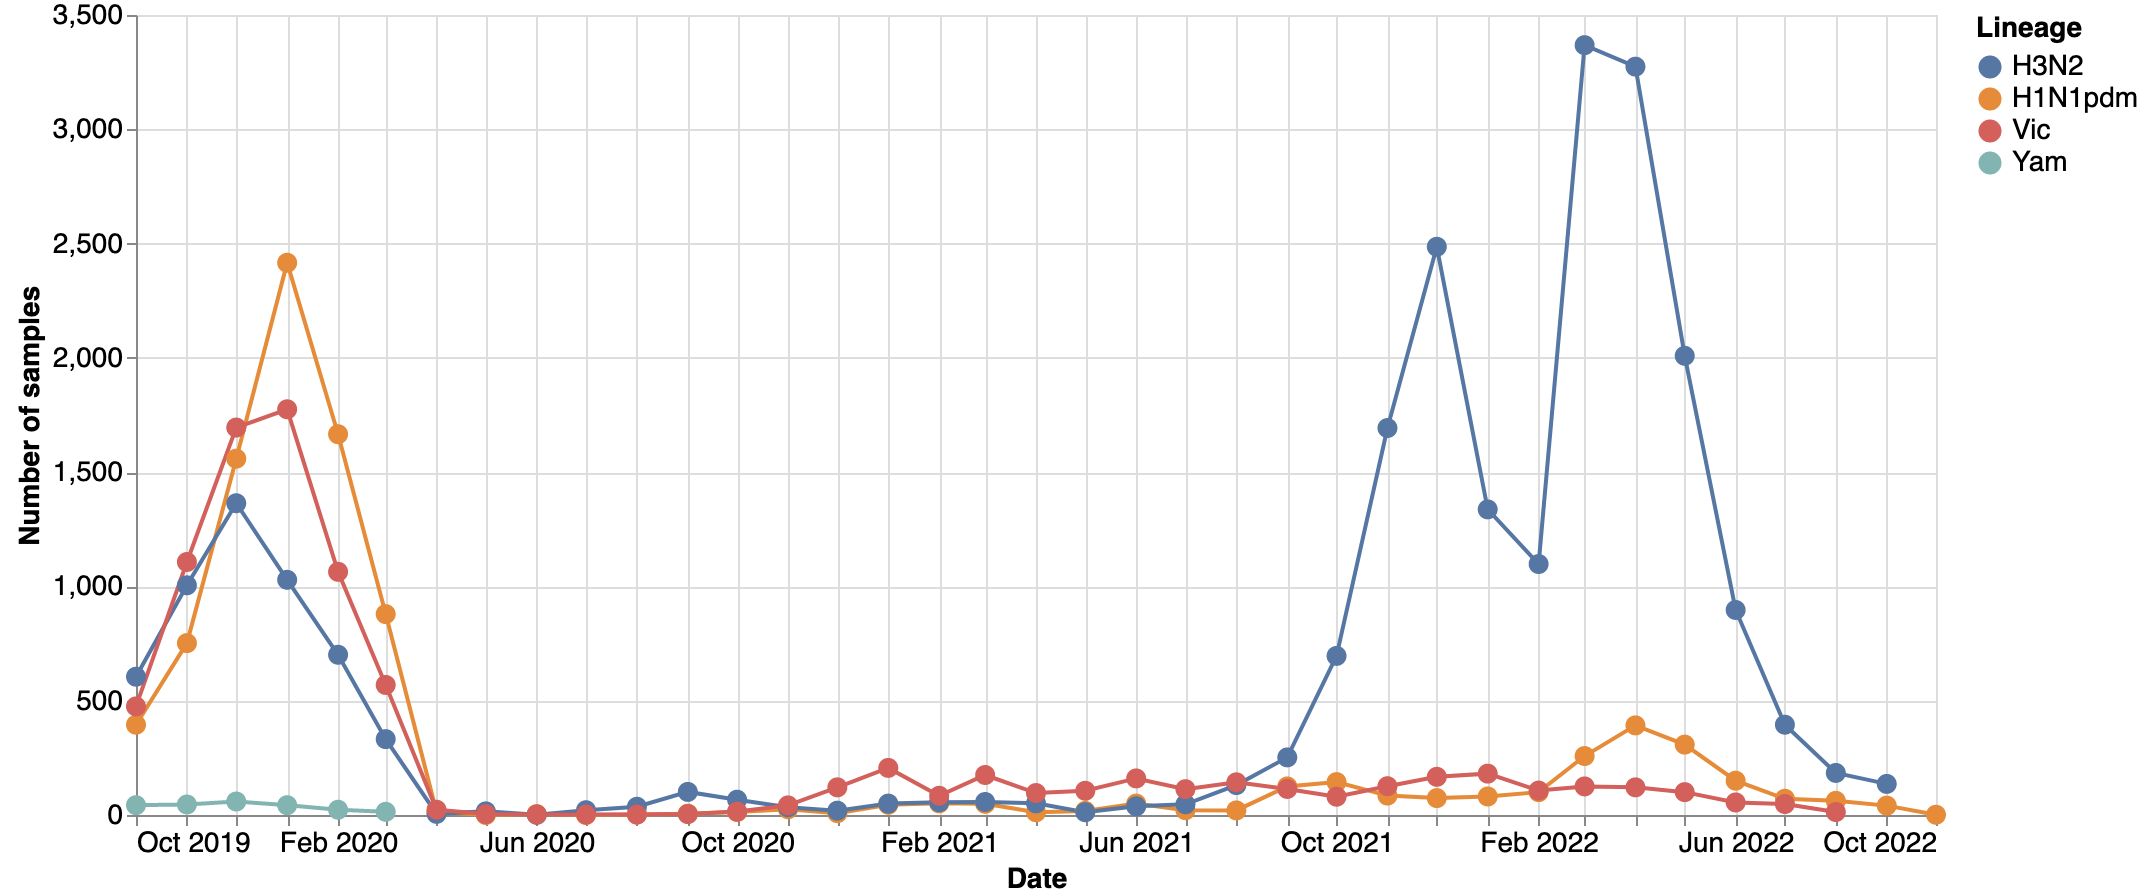 3,500
3,000
2,500
2,000
1,500
1,000
500
0
Number of samples
Oct 2019 Feb 2020 Jun 2020 Oct 2020 Feb 2021 Jun 2021 Oct 2021 Feb 2022 Jun 2022 Oct 2022
Date
Lineage
H3N2
H1N1pdm
Vic
Yam